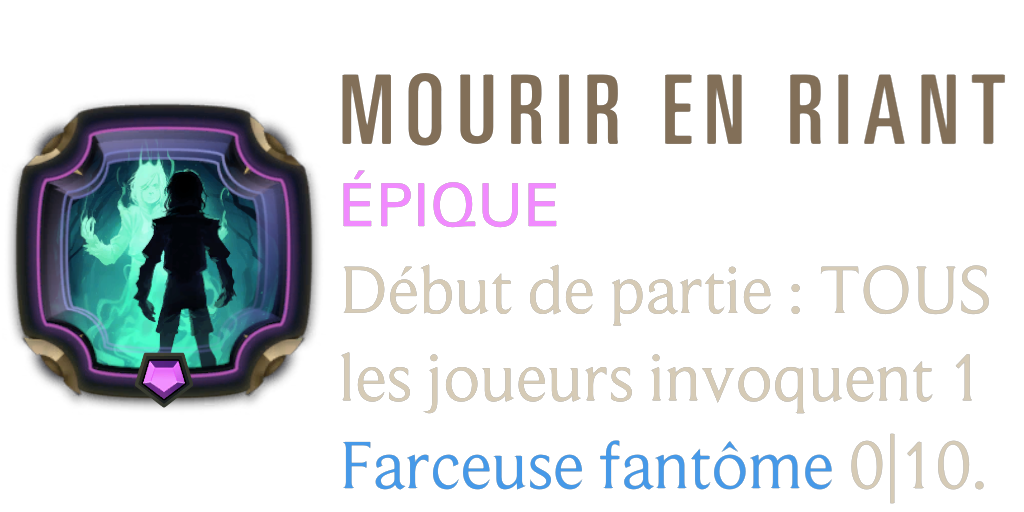 MOURIR EN RIANT
ÉPIQUE
Début de partie : TOUS
les joueurs invoquent 1
Farceuse fantôme 0|10.